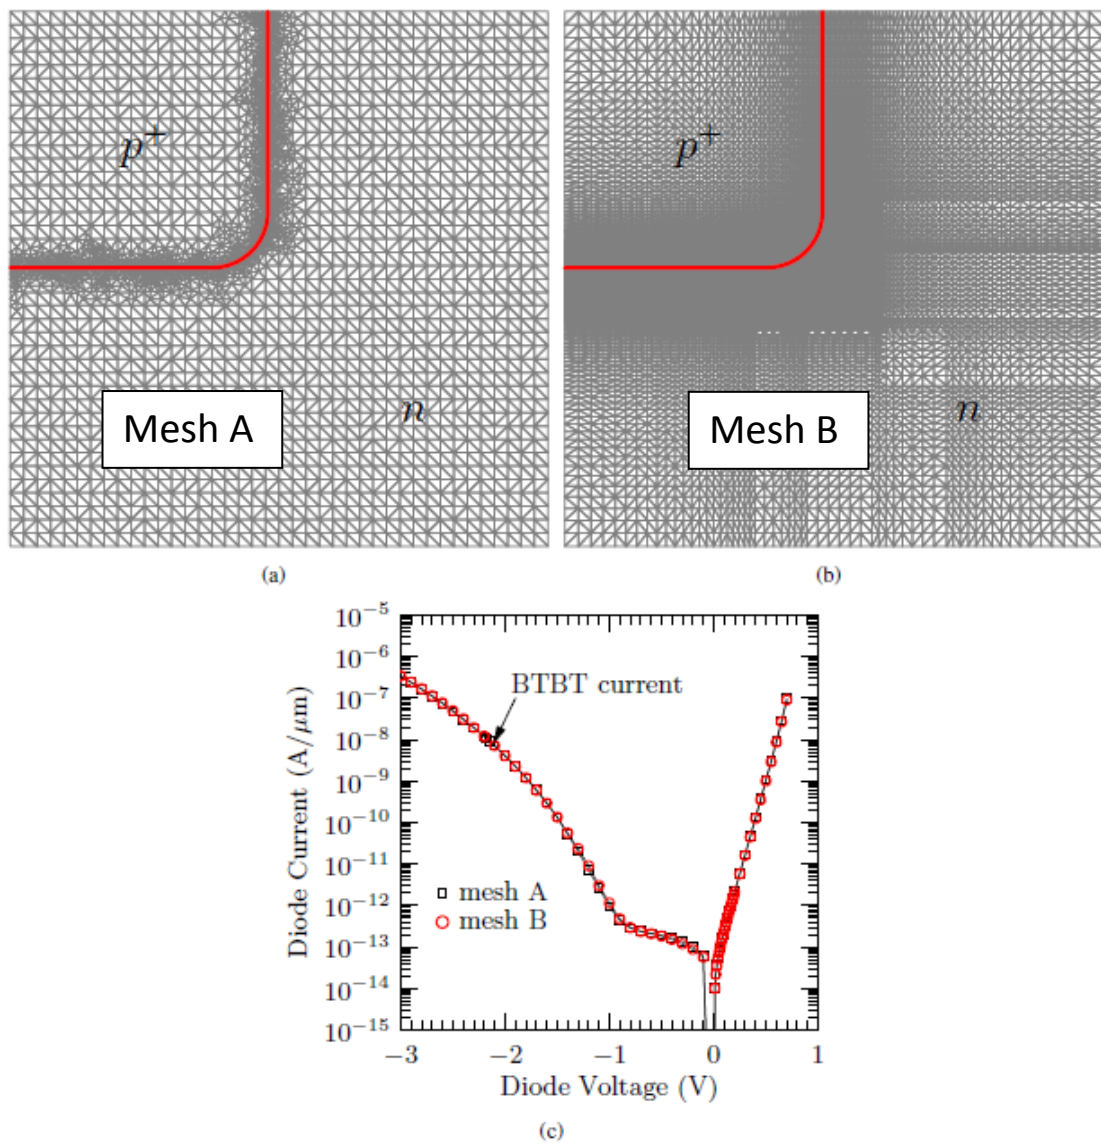 p+ p+
Mesh A n Mesh B n
(a) (b)
10−5
10−6
10−7
10−8
10−9
10−10
10−11
10−12
10−13
10−14
10−15
Diode Current (A/μm)
BTBT current
mesh A
mesh B
−3 −2 −1 0 1
Diode Voltage (V)
(c)